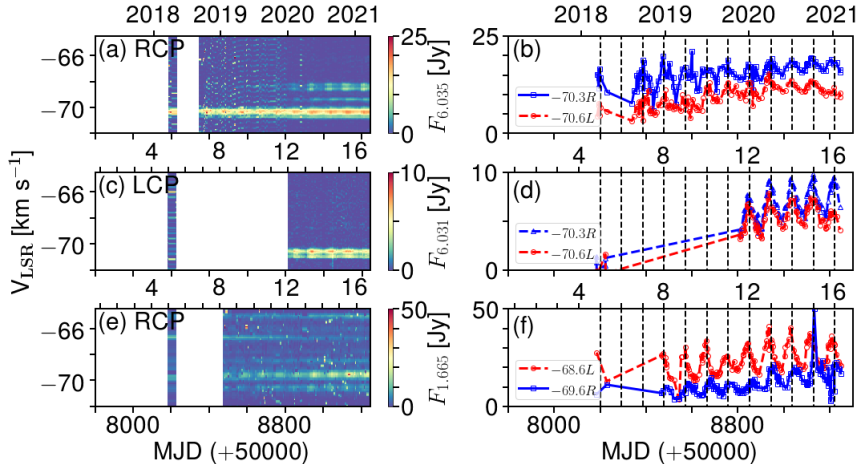 2018 2019 2020 2021 2018 2019 2020 2021
(a) RCP
−66
−70
25
0
F6.035 [Jy]
(b)
25
0
−70.3R
−70.6L
4 8 12 16 4 8 12 16
VLSR [km s−1]
(c) LCP
−66
−70
10
0
F6.031 [Jy]
(d)
10
0
−70.3R
−70.6L
4 8 12 16 4 8 12 16
(e) RCP
−66
−70
50
0
F1.665 [Jy]
(f)
50
0
−68.6L
−69.6R
8000 8800 8000 8800
MJD (+50000) MJD (+50000)